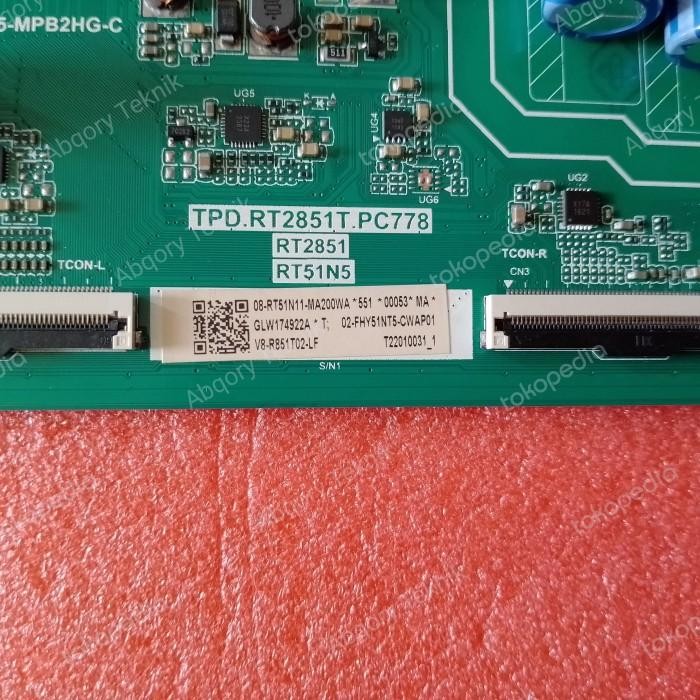 5-MPB2HG-C
511
UG5
K
A
UG4
UG6
UG2
TPD.RT2851T.PC778
RT2851
RT51N5
TCON-L
TCON-R
CN3
08-RT51N11-MA200WA *551 *00053* MA *
GLW174922A * T; 02-FHY51NT5-CWAP01
V8-R851T02-LF T22010031_1
S/N1
Abqory Teknik
tokopedia